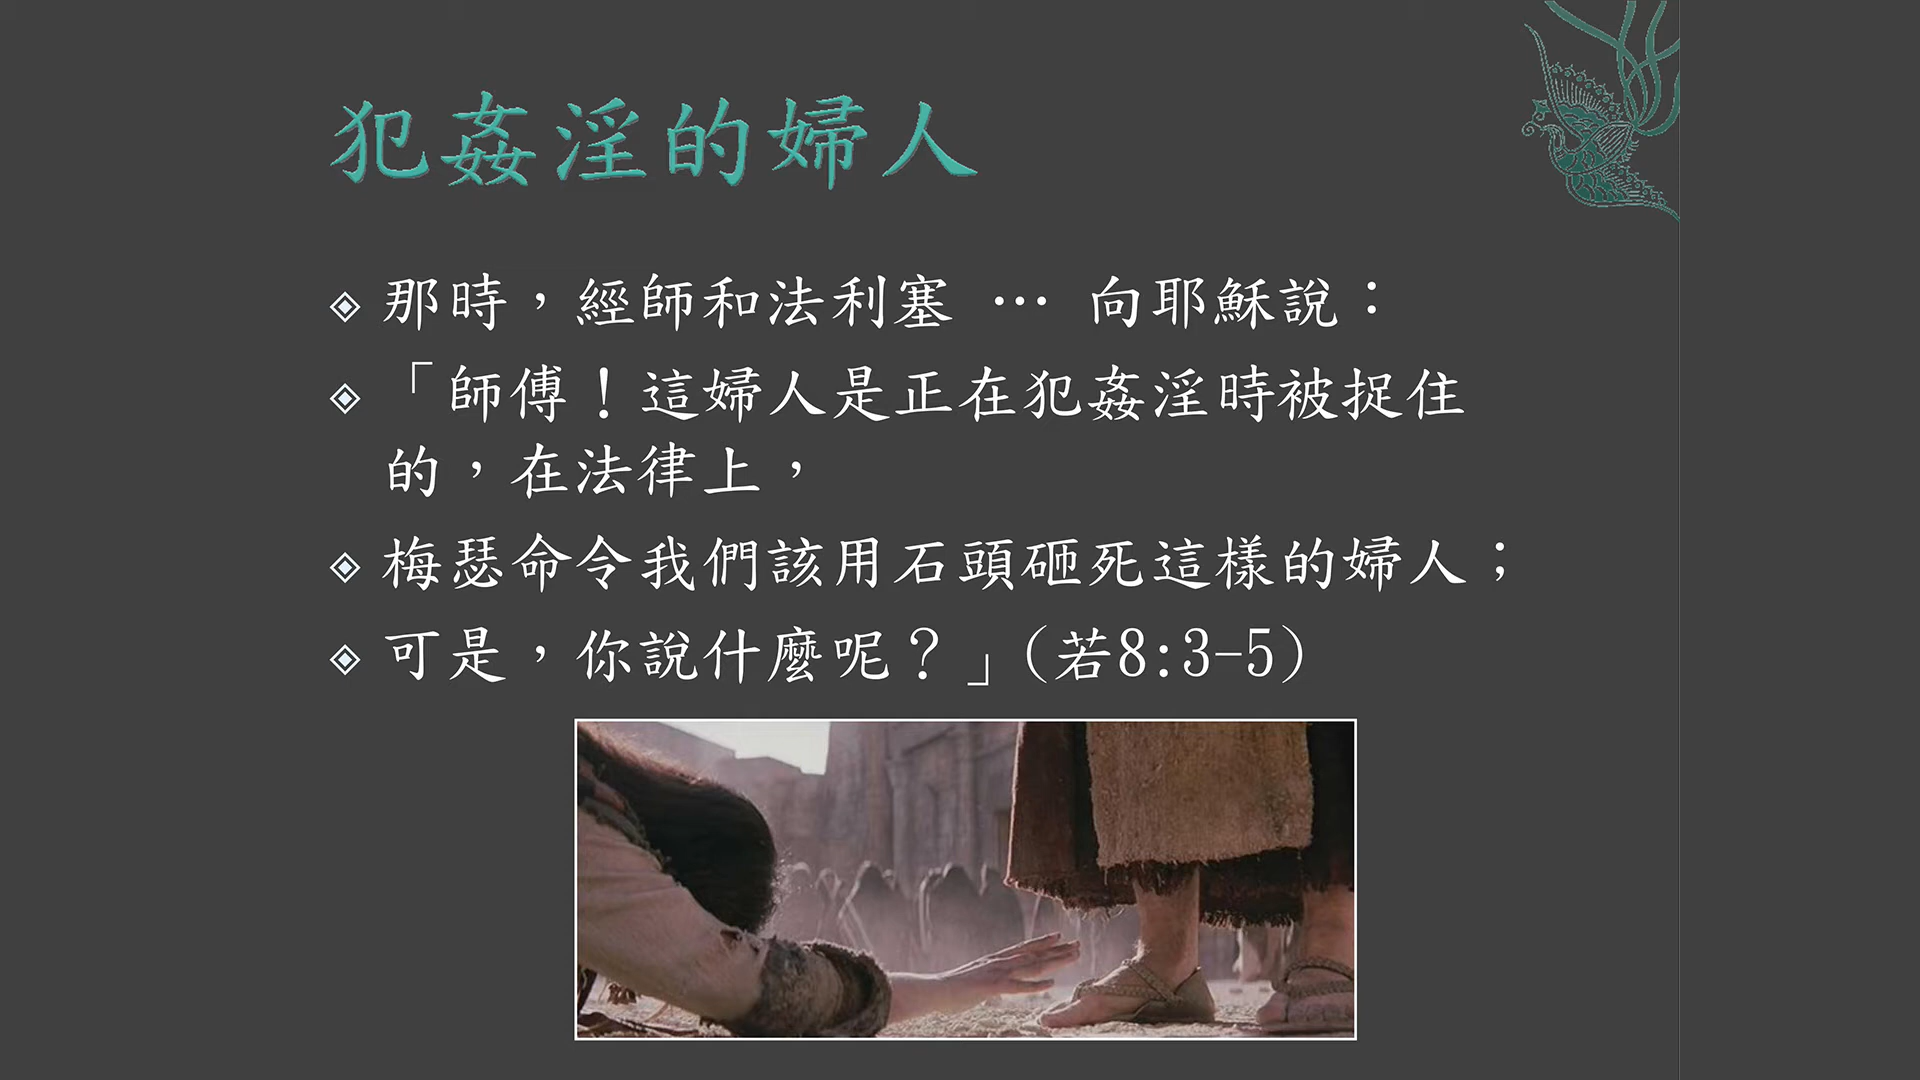 犯姦淫的婦人
那時，經師和法利塞 … 向耶穌說：
「師傅！這婦人是正在犯姦淫時被捉住
的，在法律上，
梅瑟命令我們該用石頭砸死這樣的婦人；
可是，你說什麼呢？」(若8:3-5)